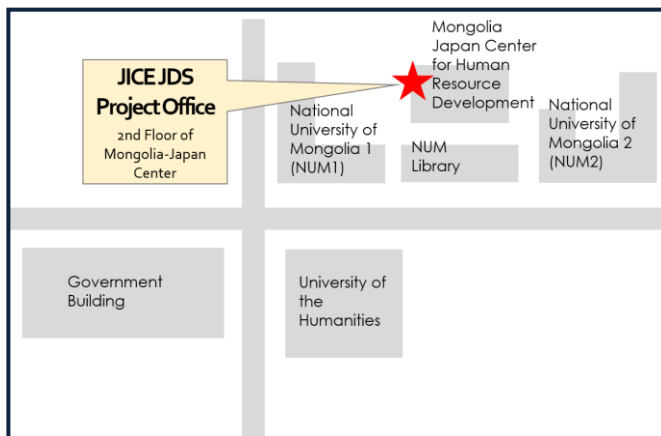 JICE JDS
Project Office
2nd Floor of
Mongolia-Japan
Center
Mongolia
Japan Center
for Human
Resource
Development
National
University of
Mongolia 1
(NUM1)
NUM
Library
National
University of
Mongolia 2
(NUM2)
Government
Building
University of
the
Humanities